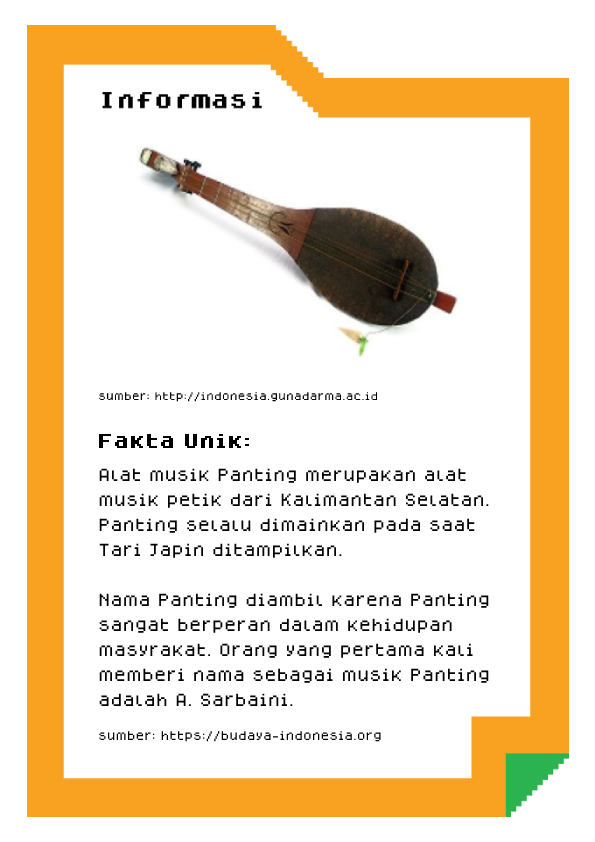 Informasi
sumber: http://indonesia.gunadarma.ac.id
Fakta Unik:
Alat musik Panting merupakan alat
musik petik dari Kalimantan Selatan.
Panting selalu dimainkan pada saat
Tari Japin ditampilkan.
Nama Panting diambil karena Panting
sangat berperan dalam kehidupan
masyrakat. Orang yang pertama kali
memberi nama sebagai musik Panting
adalah A. Sarbaini.
sumber: https://budaya-indonesia.org